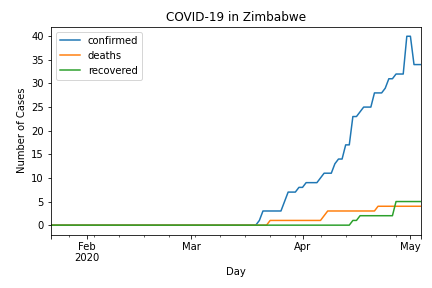 COVID-19 in Zimbabwe
confirmed
deaths
recovered
Number of Cases
40
35
30
25
20
15
10
5
0
Feb Mar Apr May
2020
Day